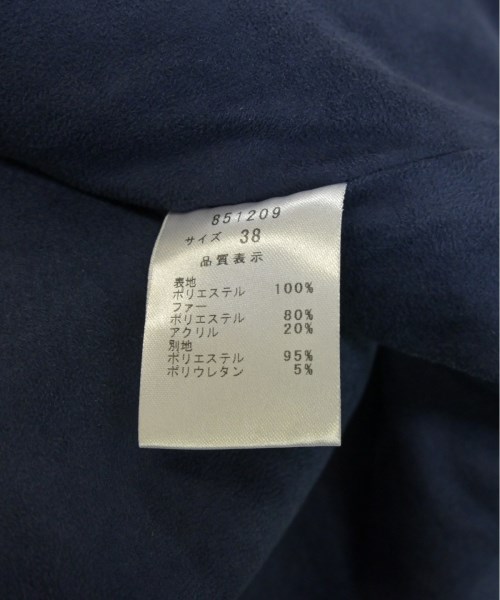 851209
サイズ 38
品質表示
表地
ポリエステル 100%
ファー
ポリエステル 80%
アクリル 20%
別地
ポリエステル 95%
ポリウレタン 5%